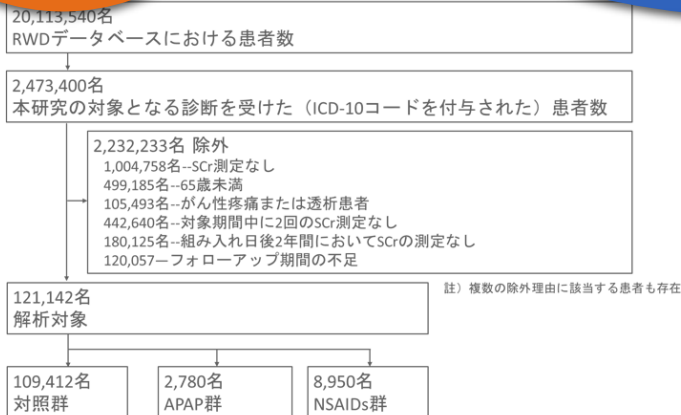 20,113,540名
RWDデータベースにおける患者数
2,473,400名
本研究の対象となる診断を受けた（ICD-10コードを付与された）患者数
2,232,233名 除外
1,004,758名--SCr測定なし
499,185名--65歳未満
105,493名--がん性疼痛または透析患者
442,640名--対象期間中に2回のSCr測定なし
180,125名--組み入れ日後2年間においてSCrの測定なし
120,057—フォローアップ期間の不足
註）複数の除外理由に該当する患者も存在
121,142名
解析対象
109,412名
対照群
2,780名
APAP群
8,950名
NSAIDs群